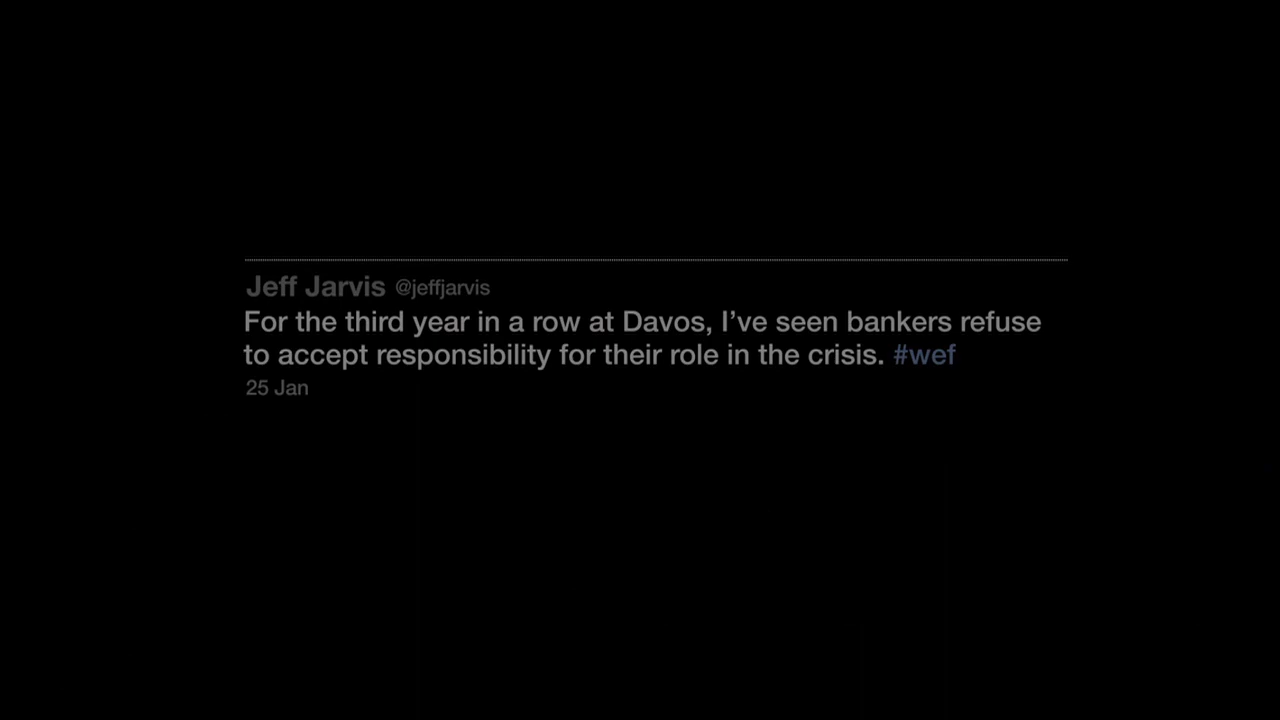 Jeff Jarvis @jeffjarvis
For the third year in a row at Davos, I’ve seen bankers refuse
to accept responsibility for their role in the crisis. #wef
25 Jan